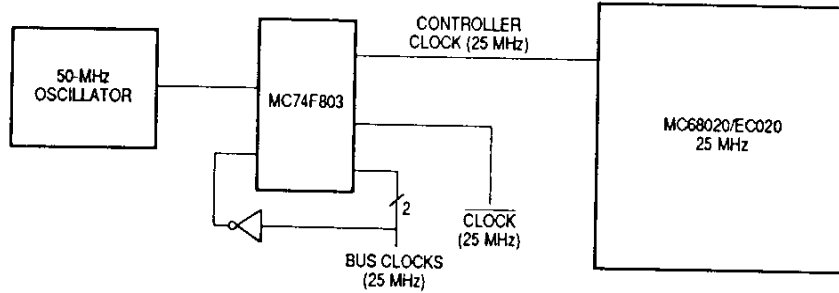 CONTROLLER
CLOCK (25 MHz)
50-MHz
OSCILLATOR
MC74F803
MC68020/EC020
25 MHz
2
CLOCK
(25 MHz)
BUS CLOCKS
(25 MHz)